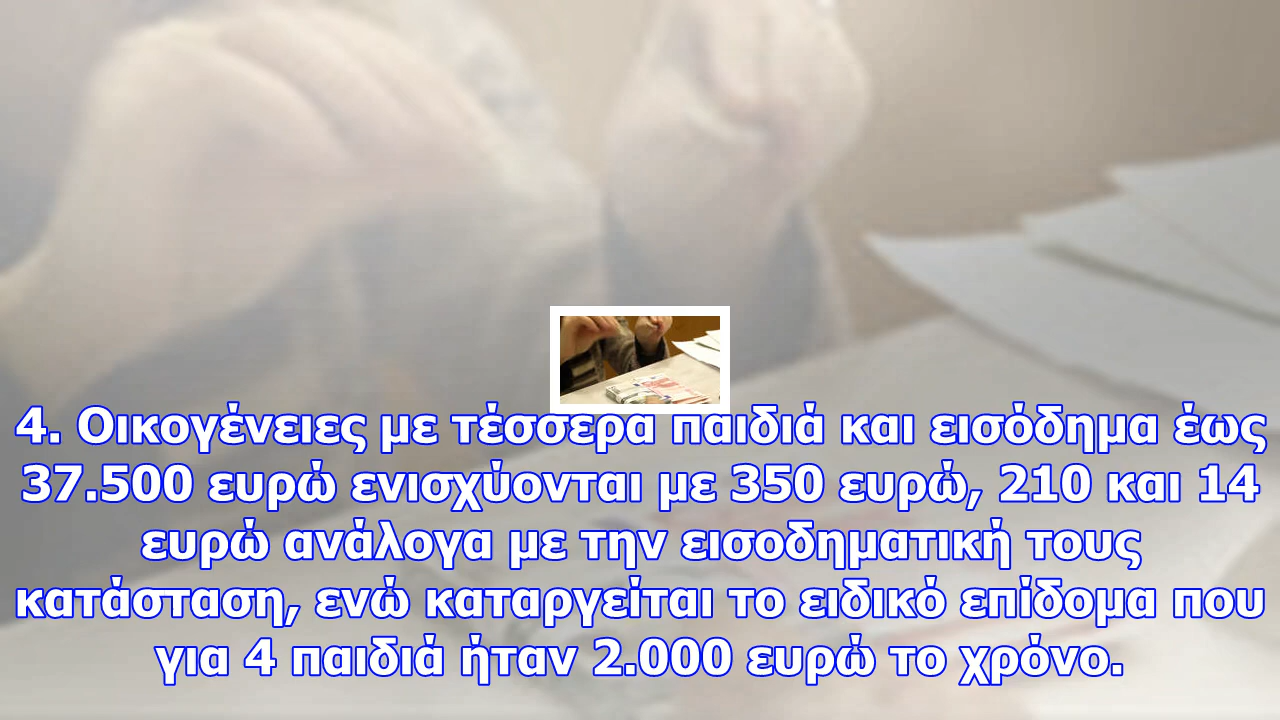 4. Οικογένειες με τέσσερα παιδιά και εισόδημα έως
37.500 ευρώ ενισχύονται με 350 ευρώ, 210 και 14
ευρώ ανάλογα με την εισοδηματική τους
κατάσταση, ενώ καταργείται το ειδικό επίδομα που
για 4 παιδιά ήταν 2.000 ευρώ το χρόνο.